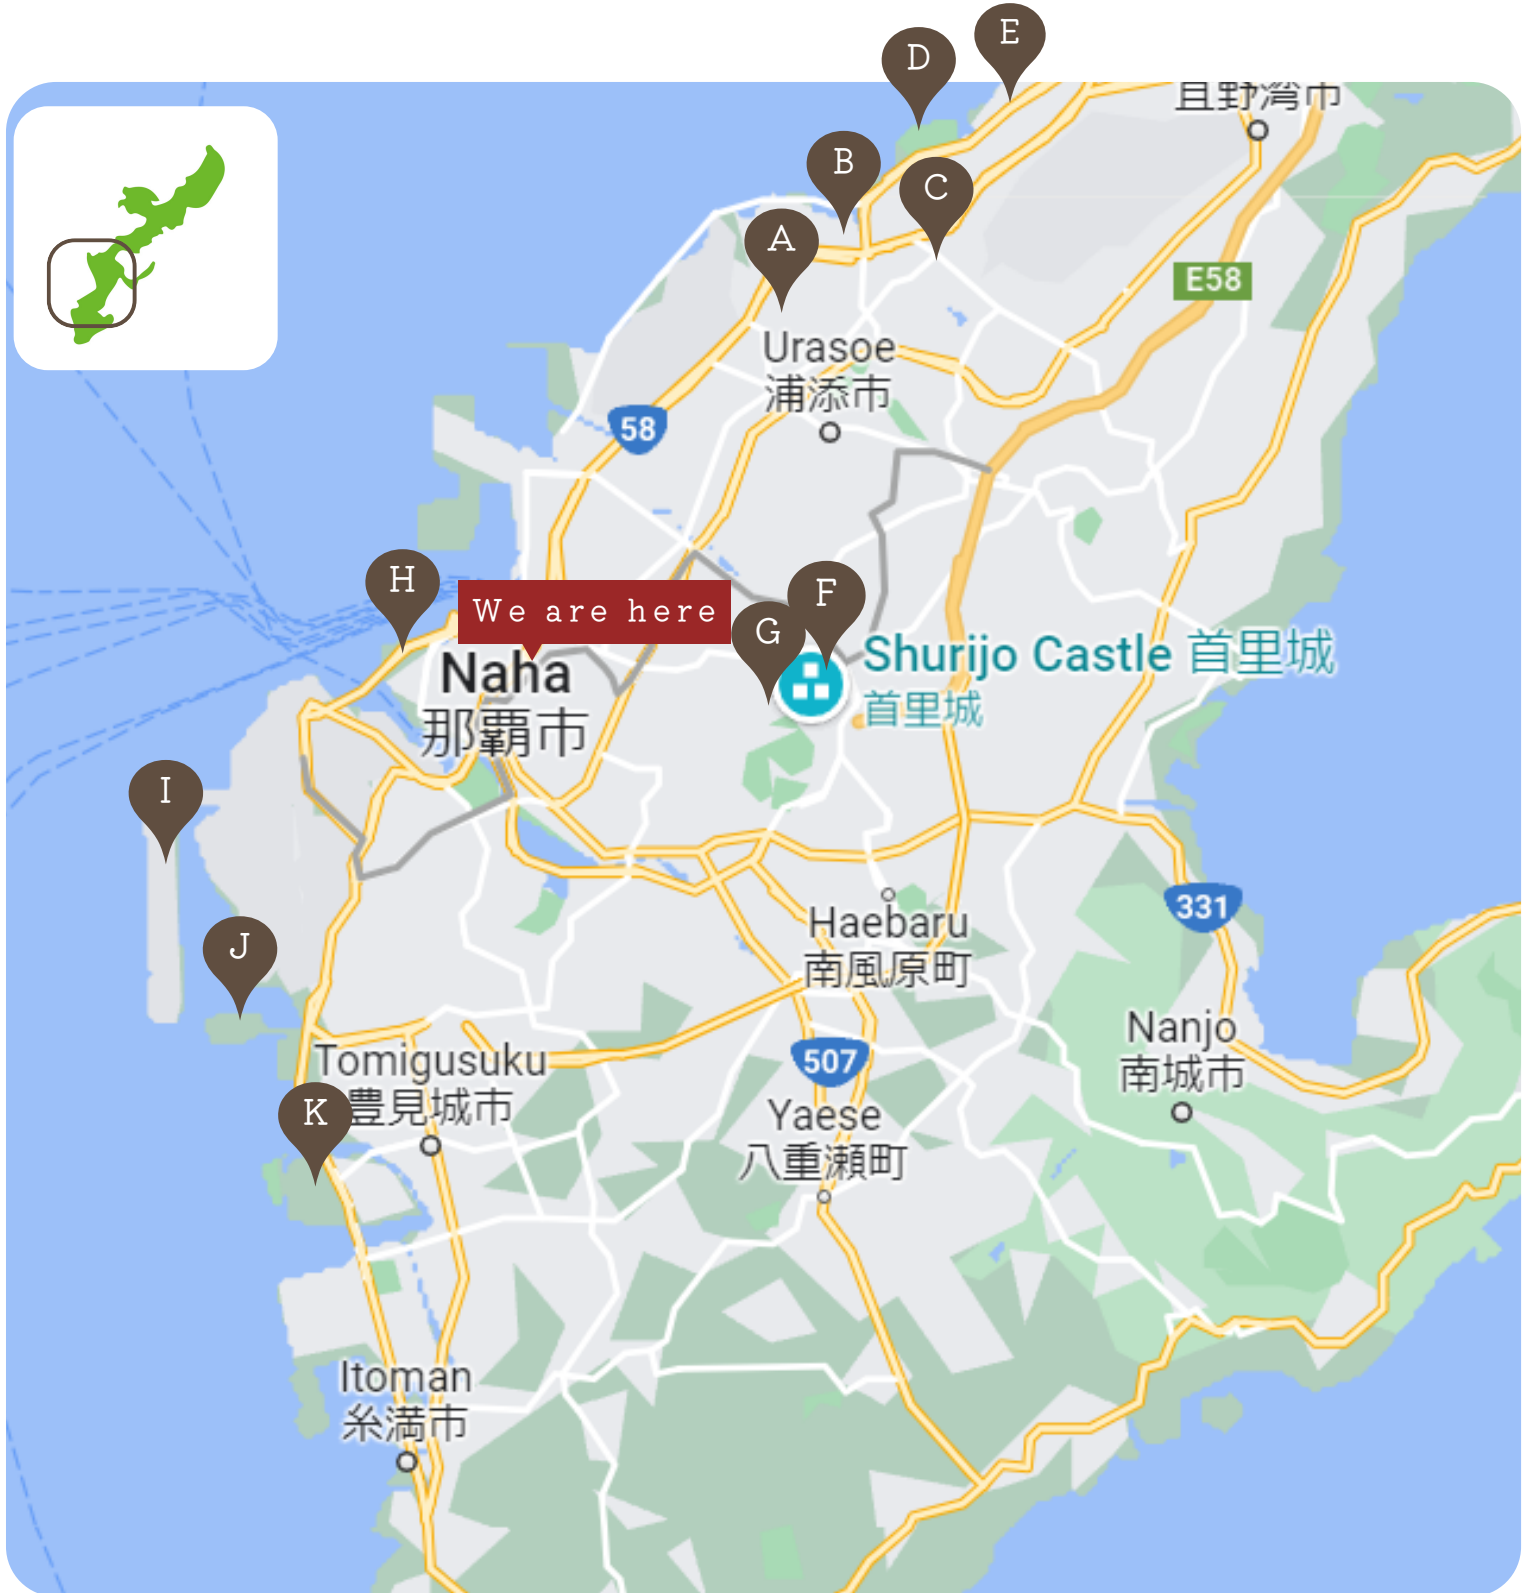 E
D
且野湾市
B
C
A
E58
Urasoe
浦添市
58
H
We are here
F
G
Naha
那覇市
Shurijo Castle 首里城
首里城
I
331
Haebaru
南風原町
J
Nanjo
南城市
Tomigusuku
豊見城市
507
K
Yaese
八重瀬町
Itoman
糸満市